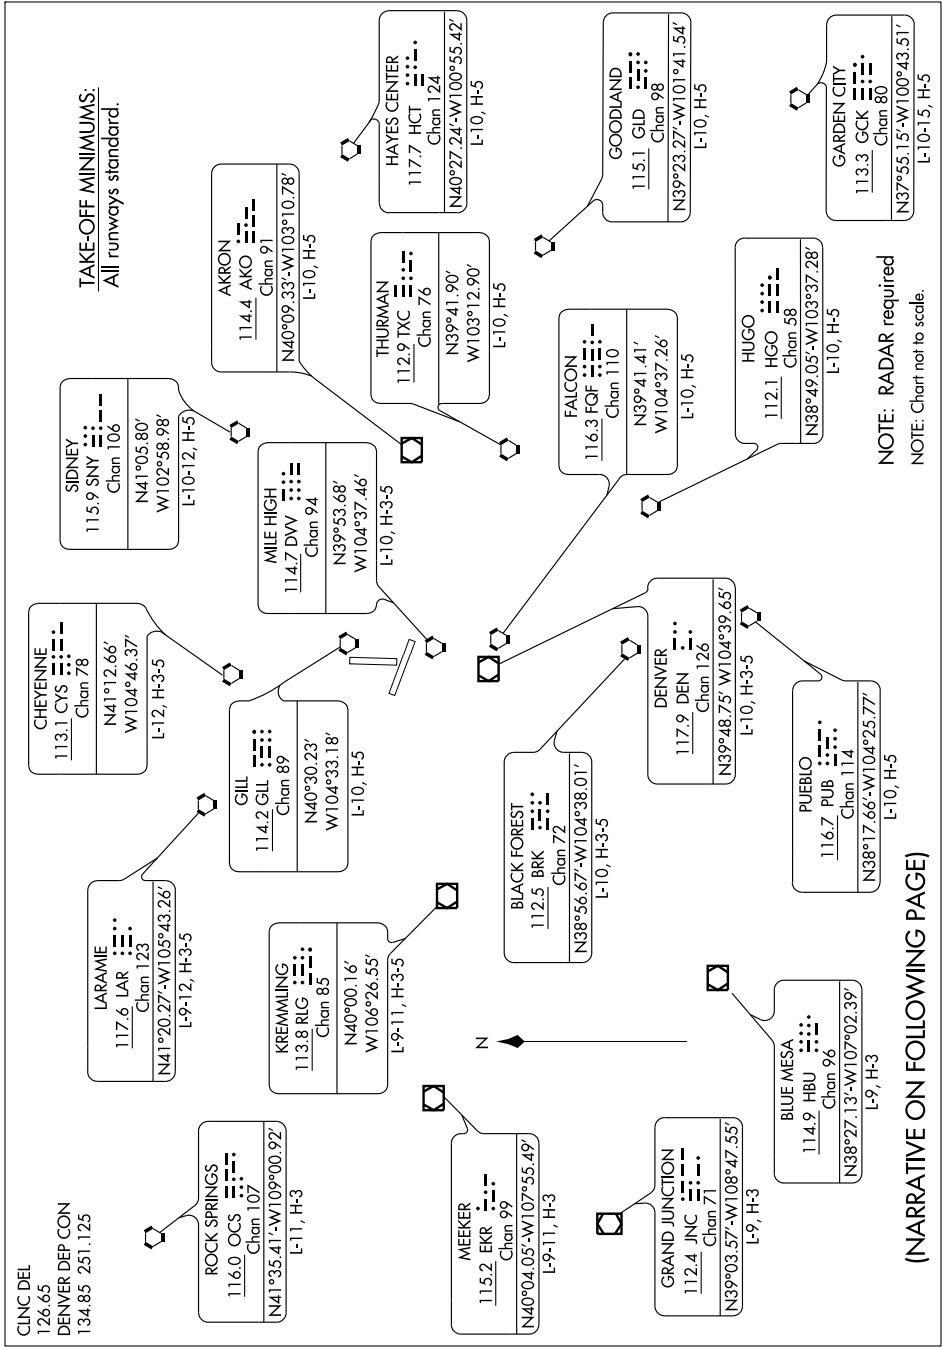 CLNC DEL
126.65
DENVER DEP CON
134.85 251.125
ROCK SPRINGS
116.0 OCS
Chan 107
N41°35.41′-W109°00.92′
L-11, H-3
LARAMIE
117.6 LAR
Chan 123
N41°20.27′-W105°43.26′
L-9-12, H-3-5
CHEYENNE
113.1 CYS
Chan 78
N41°12.66′
W104°46.37′
L-12, H-3-5
SIDNEY
115.9 SNY
Chan 106
N41°05.80′
W102°58.98′
L-10-12, H-5
TAKE-OFF MINIMUMS:
All runways standard.
GILL
114.2 GLL
Chan 89
N40°30.23′
W104°33.18′
L-10, H-5
MILE HIGH
114.7 DVV
Chan 94
N39°53.68′
W104°37.46′
L-10, H-3-5
AKRON
114.4 AKO
Chan 91
N40°09.33′-W103°10.78′
L-10, H-5
KREMMLING
113.8 RLG
Chan 85
N40°00.16′
W106°26.55′
L-9-11, H-3-5
THURMAN
112.9 TXC
Chan 76
N39°41.90′
W103°12.90′
L-10, H-5
HAYES CENTER
117.7 HCT
Chan 124
N40°27.24′-W100°55.42′
L-10, H-5
MEEKER
115.2 EKR
Chan 99
N40°04.05′-W107°55.49′
L-9-11, H-3
N
BLACK FOREST
112.5 BRK
Chan 72
N38°56.67′-W104°38.01′
L-10, H-3-5
FALCON
116.3 FQF
Chan 110
N39°41.41′
W104°37.26′
L-10, H-5
GOODLAND
115.1 GLD
Chan 98
N39°23.27′-W101°41.54′
L-10, H-5
GRAND JUNCTION
112.4 JNC
Chan 71
N39°03.57′-W108°47.55′
L-9, H-3
DENVER
117.9 DEN
Chan 126
N39°48.75′ W104°39.65′
L-10, H-3-5
HUGO
112.1 HGO
Chan 58
N38°49.05′-W103°37.28′
L-10, H-5
BLUE MESA
114.9 HBU
Chan 96
N38°27.13′-W107°02.39′
L-9, H-3
PUEBLO
116.7 PUB
Chan 114
N38°17.66′-W104°25.77′
L-10, H-5
GARDEN CITY
113.3 GCK
Chan 80
N37°55.15′-W100°43.51′
L-10-15, H-5
NOTE: RADAR required
NOTE: Chart not to scale.
(NARRATIVE ON FOLLOWING PAGE)